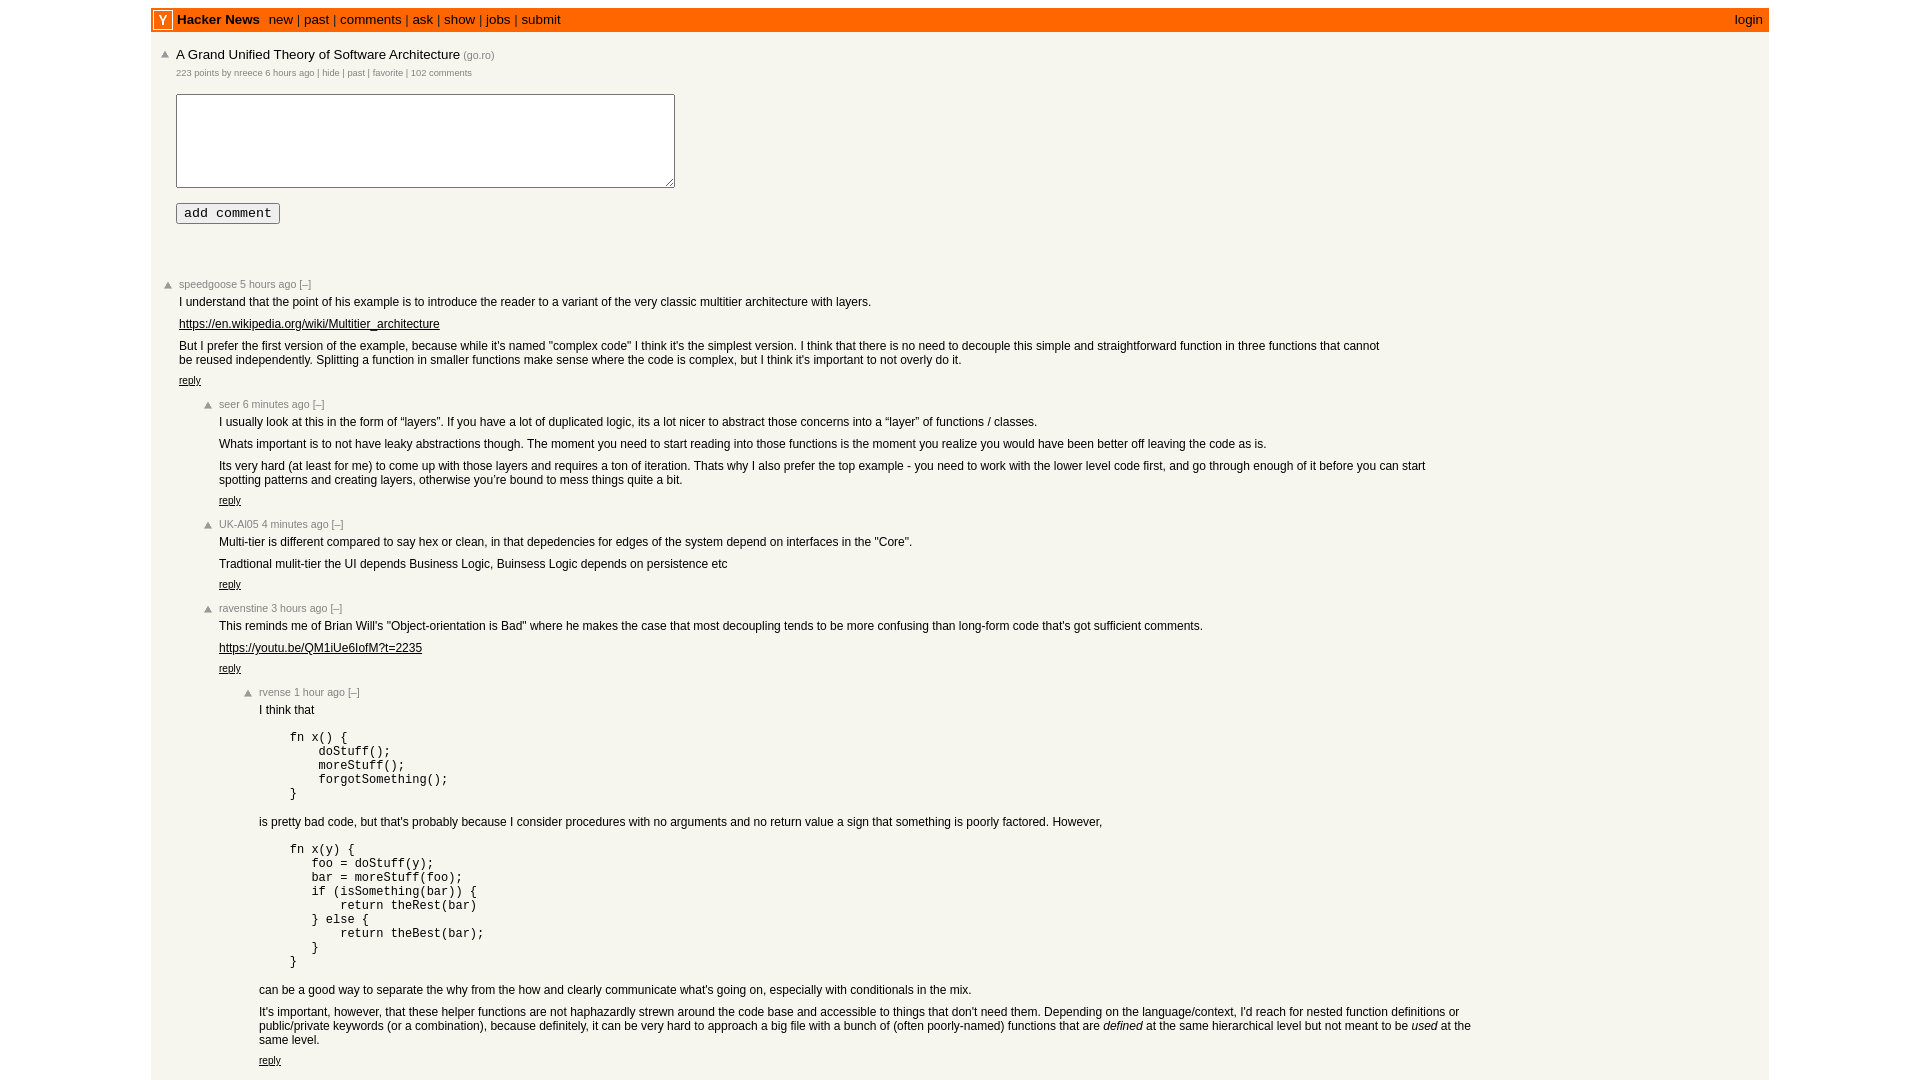 Y Hacker News new | past | comments | ask | show | jobs | submit login
A Grand Unified Theory of Software Architecture (go.ro)
223 points by nreece 6 hours ago | hide | past | favorite | 102 comments
add comment
speedgoose 5 hours ago [–]
I understand that the point of his example is to introduce the reader to a variant of the very classic multitier architecture with layers.
https://en.wikipedia.org/wiki/Multitier_architecture
But I prefer the first version of the example, because while it's named "complex code" I think it's the simplest version. I think that there is no need to decouple this simple and straightforward function in three functions that cannot
be reused independently. Splitting a function in smaller functions make sense where the code is complex, but I think it's important to not overly do it.
reply
seer 6 minutes ago [–]
I usually look at this in the form of “layers”. If you have a lot of duplicated logic, its a lot nicer to abstract those concerns into a “layer” of functions / classes.
Whats important is to not have leaky abstractions though. The moment you need to start reading into those functions is the moment you realize you would have been better off leaving the code as is.
Its very hard (at least for me) to come up with those layers and requires a ton of iteration. Thats why I also prefer the top example - you need to work with the lower level code first, and go through enough of it before you can start
spotting patterns and creating layers, otherwise you’re bound to mess things quite a bit.
reply
UK-Al05 4 minutes ago [–]
Multi-tier is different compared to say hex or clean, in that depedencies for edges of the system depend on interfaces in the "Core".
Tradtional mulit-tier the UI depends Business Logic, Buinsess Logic depends on persistence etc
reply
ravenstine 3 hours ago [–]
This reminds me of Brian Will's "Object-orientation is Bad" where he makes the case that most decoupling tends to be more confusing than long-form code that's got sufficient comments.
https://youtu.be/QM1iUe6IofM?t=2235
reply
rvense 1 hour ago [–]
I think that
fn x() {
doStuff();
moreStuff();
forgotSomething();
}
is pretty bad code, but that's probably because I consider procedures with no arguments and no return value a sign that something is poorly factored. However,
fn x(y) {
foo = doStuff(y);
bar = moreStuff(foo);
if (isSomething(bar)) {
return theRest(bar)
} else {
return theBest(bar);
}
}
can be a good way to separate the why from the how and clearly communicate what's going on, especially with conditionals in the mix.
It's important, however, that these helper functions are not haphazardly strewn around the code base and accessible to things that don't need them. Depending on the language/context, I'd reach for nested function definitions or
public/private keywords (or a combination), because definitely, it can be very hard to approach a big file with a bunch of (often poorly-named) functions that are defined at the same hierarchical level but not meant to be used at the
same level.
reply